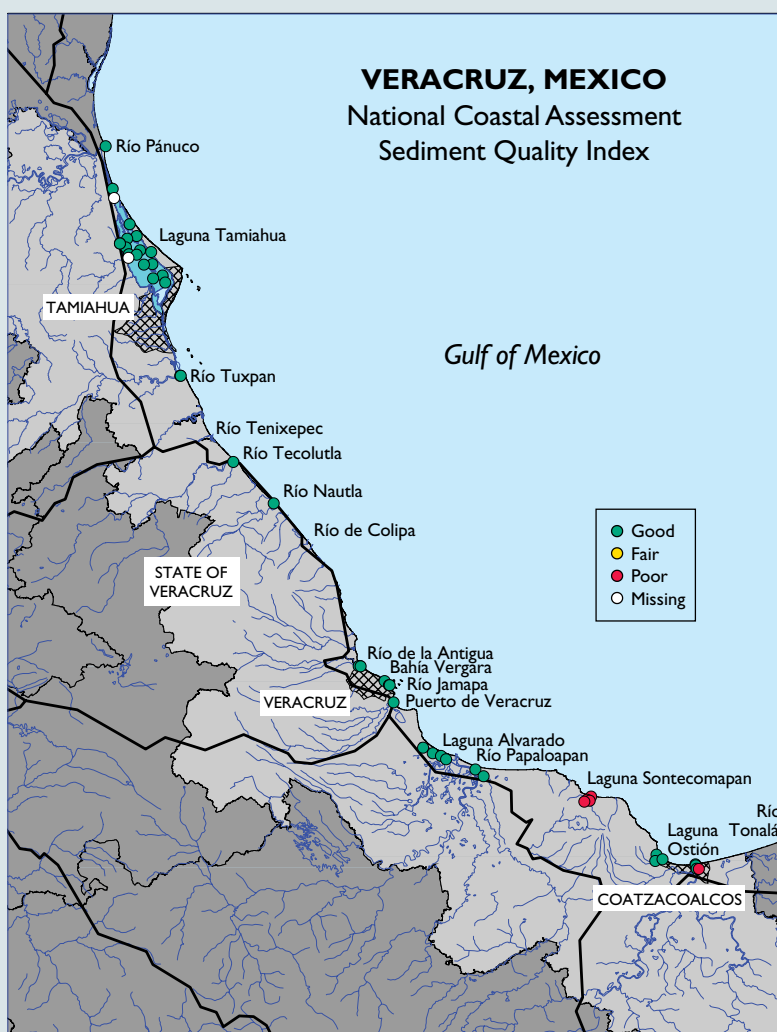 VERACRUZ, MEXICO
National Coastal Assessment
Sediment Quality Index
Río Pánuco
Laguna Tamiahua
TAMIAHUA
Gulf of Mexico
Río Tuxpan
Río Tenixepec
Río Tecolutla
Río Nautla
Río de Colipa
Good
Fair
Poor
Missing
STATE OF
VERACRUZ
Río de la Antigua
Bahía Vergara
Río Jamapa
VERACRUZ
Puerto de Veracruz
Laguna Alvarado
Río Papaloapan
Laguna Sontecomapan
Río
Tonalá
Laguna
Ostión
COATZACOALCOS